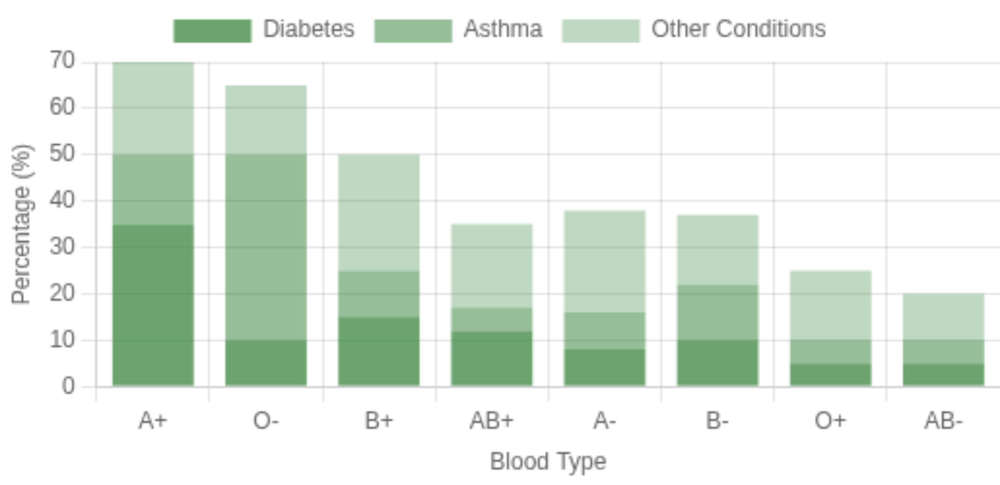 Diabetes Asthma Other Conditions
70
60
50
40
30
20
10
0
Percentage (%)
A+ O- B+ AB+ A- B- O+ AB-
Blood Type